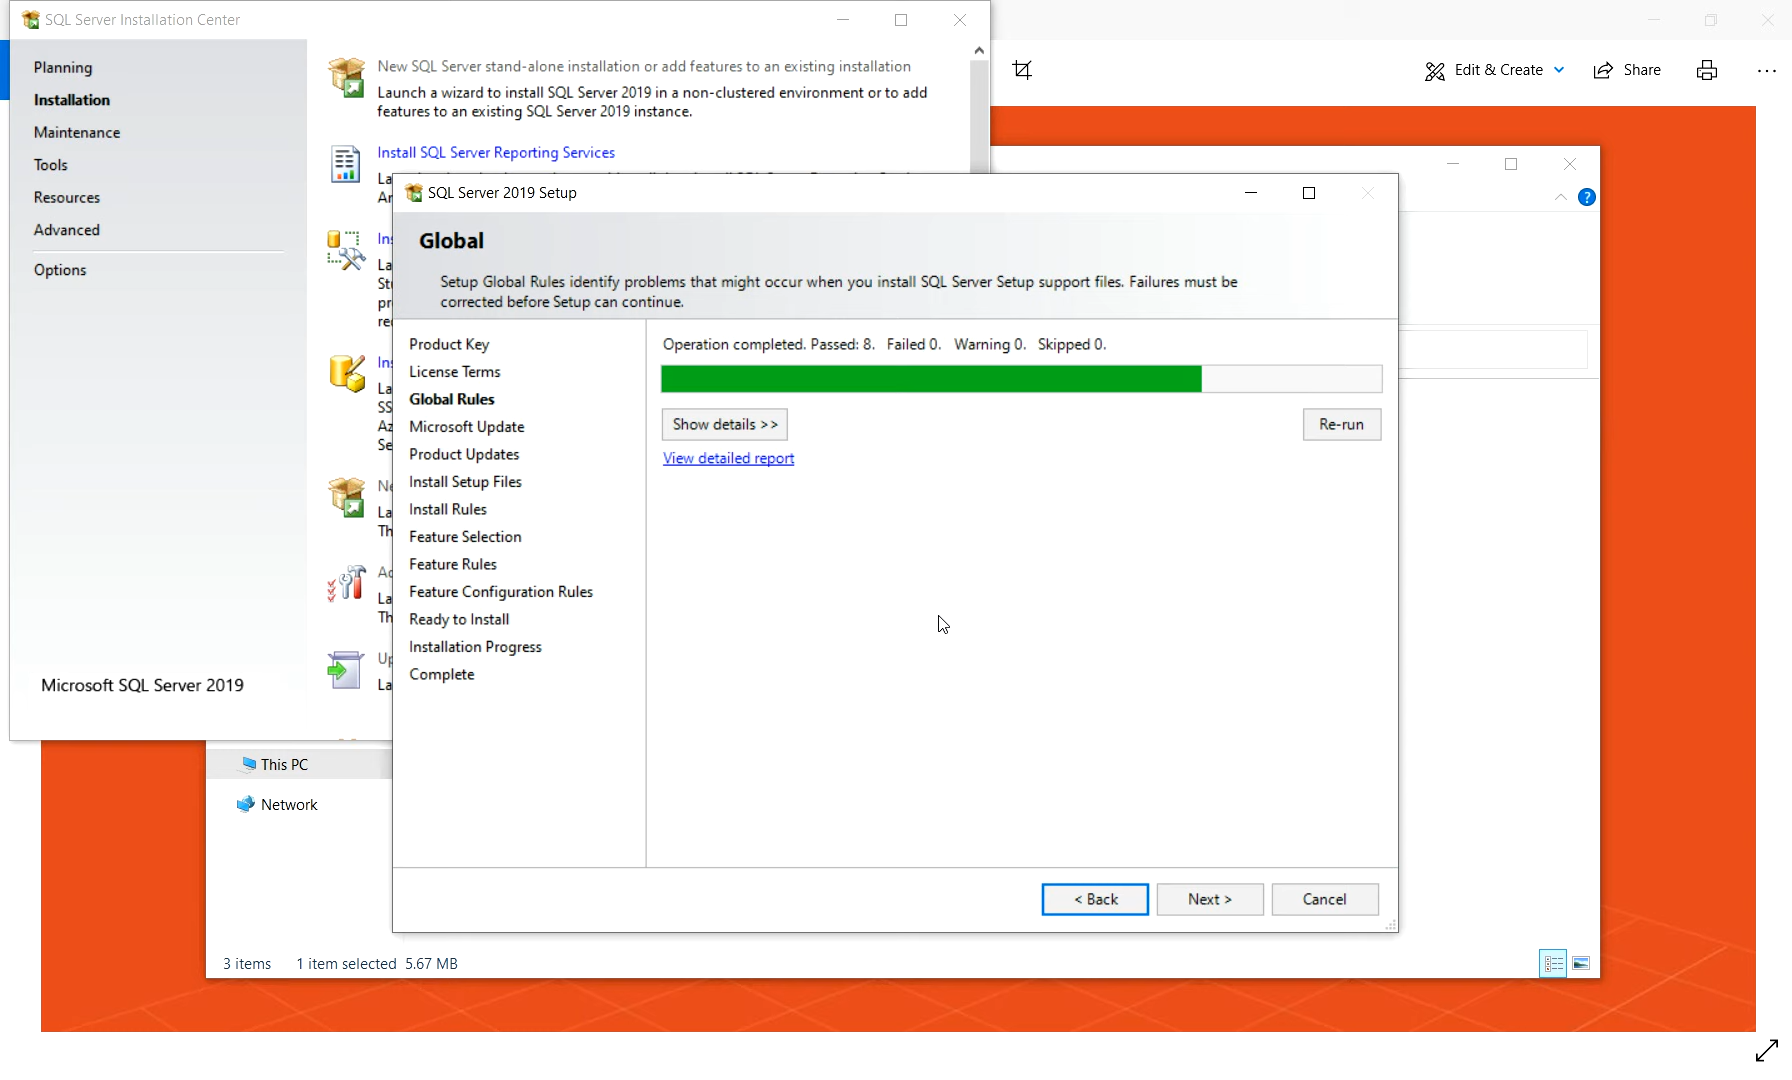 SQL Server Installation Center
Planning
Installation
Maintenance
Tools
Resources
Advanced
Options
Microsoft SQL Server 2019
New SQL Server stand-alone installation or add features to an existing installation
Launch a wizard to install SQL Server 2019 in a non-clustered environment or to add
features to an existing SQL Server 2019 instance.
Install SQL Server Reporting Services
Edit & Create
Share
SQL Server 2019 Setup
Global
Setup Global Rules identify problems that might occur when you install SQL Server Setup support files. Failures must be
corrected before Setup can continue.
Product Key
License Terms
Global Rules
Microsoft Update
Product Updates
Install Setup Files
Install Rules
Feature Selection
Feature Rules
Feature Configuration Rules
Ready to Install
Installation Progress
Complete
Operation completed. Passed: 8. Failed 0. Warning 0. Skipped 0.
Show details >>
Re-run
View detailed report
< Back
Next >
Cancel
This PC
Network
3 items 1 item selected 5.67 MB